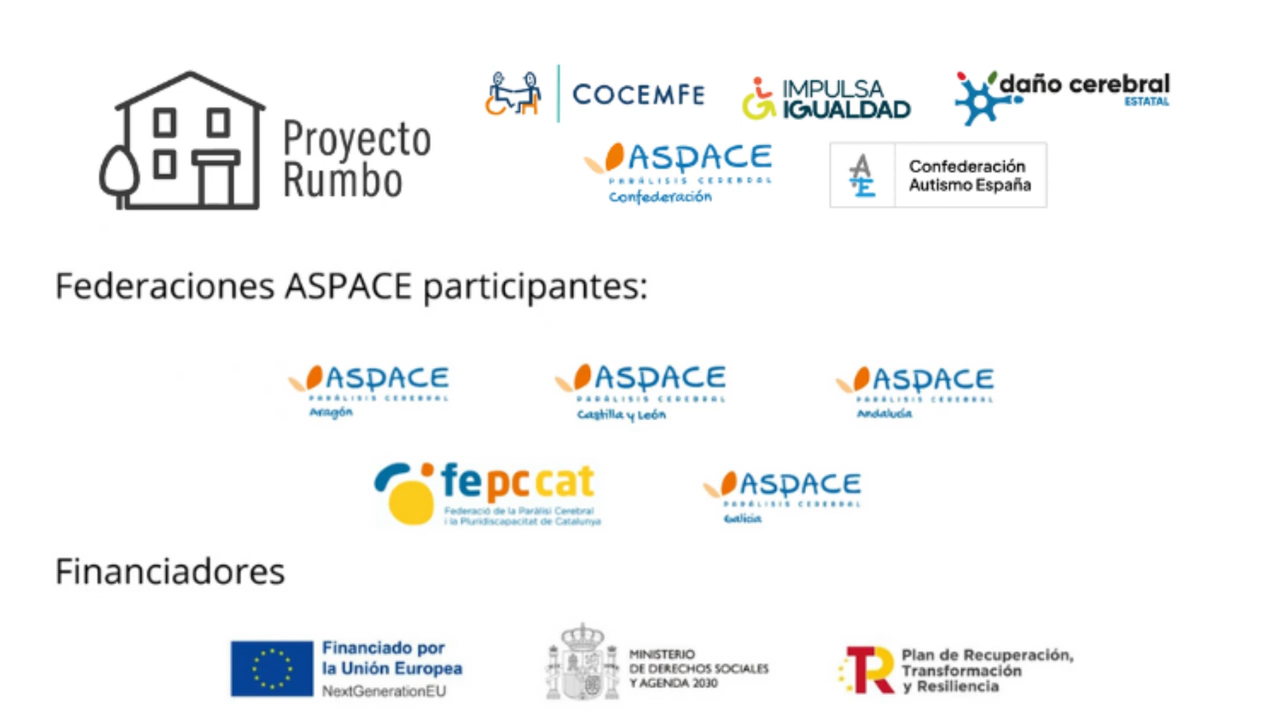 Proyecto
Rumbo
COCEMFE
IMPULSA
IGUALDAD
daño cerebral
ESTATAL
ASPACE
PARÁLISIS CEREBRAL
Confederación
AE
Confederación
Autismo España
Federaciones ASPACE participantes:
ASPACE
PARÁLISIS CEREBRAL
Aragón
ASPACE
PARÁLISIS CEREBRAL
Castilla y León
ASPACE
PARÁLISIS CEREBRAL
Andalucía
fepccat
Federació de la Paràlisi Cerebral
i la Pluridiscapacitat de Catalunya
ASPACE
PARÁLISIS CEREBRAL
Galicia
Financiadores
Financiado por
la Unión Europea
NextGenerationEU
MINISTERIO
DE DERECHOS SOCIALES
Y AGENDA 2030
TR
Plan de Recuperación,
Transformación
y Resiliencia